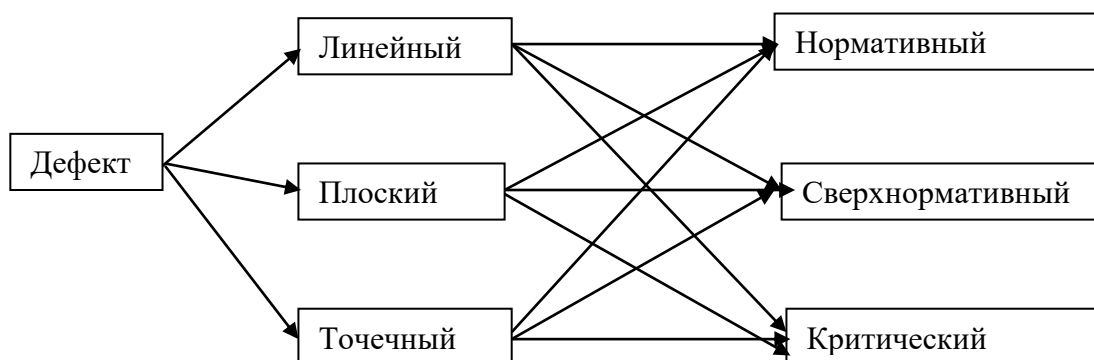 Дефект
Линейный
Плоский
Точечный
Нормативный
Сверхнормативный
Критический